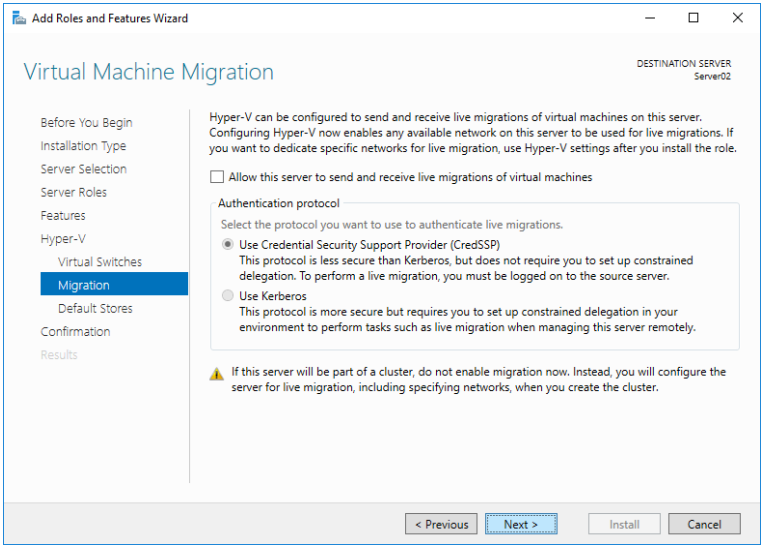 Add Roles and Features Wizard
Virtual Machine Migration
DESTINATION SERVER
Server02
Before You Begin
Installation Type
Server Selection
Server Roles
Features
Hyper-V
Virtual Switches
Migration
Default Stores
Confirmation
Results
Hyper-V can be configured to send and receive live migrations of virtual machines on this server.
Configuring Hyper-V now enables any available network on this server to be used for live migrations. If
you want to dedicate specific networks for live migration, use Hyper-V settings after you install the role.
Allow this server to send and receive live migrations of virtual machines
Authentication protocol
Select the protocol you want to use to authenticate live migrations.
Use Credential Security Support Provider (CredSSP)
This protocol is less secure than Kerberos, but does not require you to set up constrained
delegation. To perform a live migration, you must be logged on to the source server.
Use Kerberos
This protocol is more secure but requires you to set up constrained delegation in your
environment to perform tasks such as live migration when managing this server remotely.
If this server will be part of a cluster, do not enable migration now. Instead, you will configure the
server for live migration, including specifying networks, when you create the cluster.
< Previous
Next >
Install
Cancel